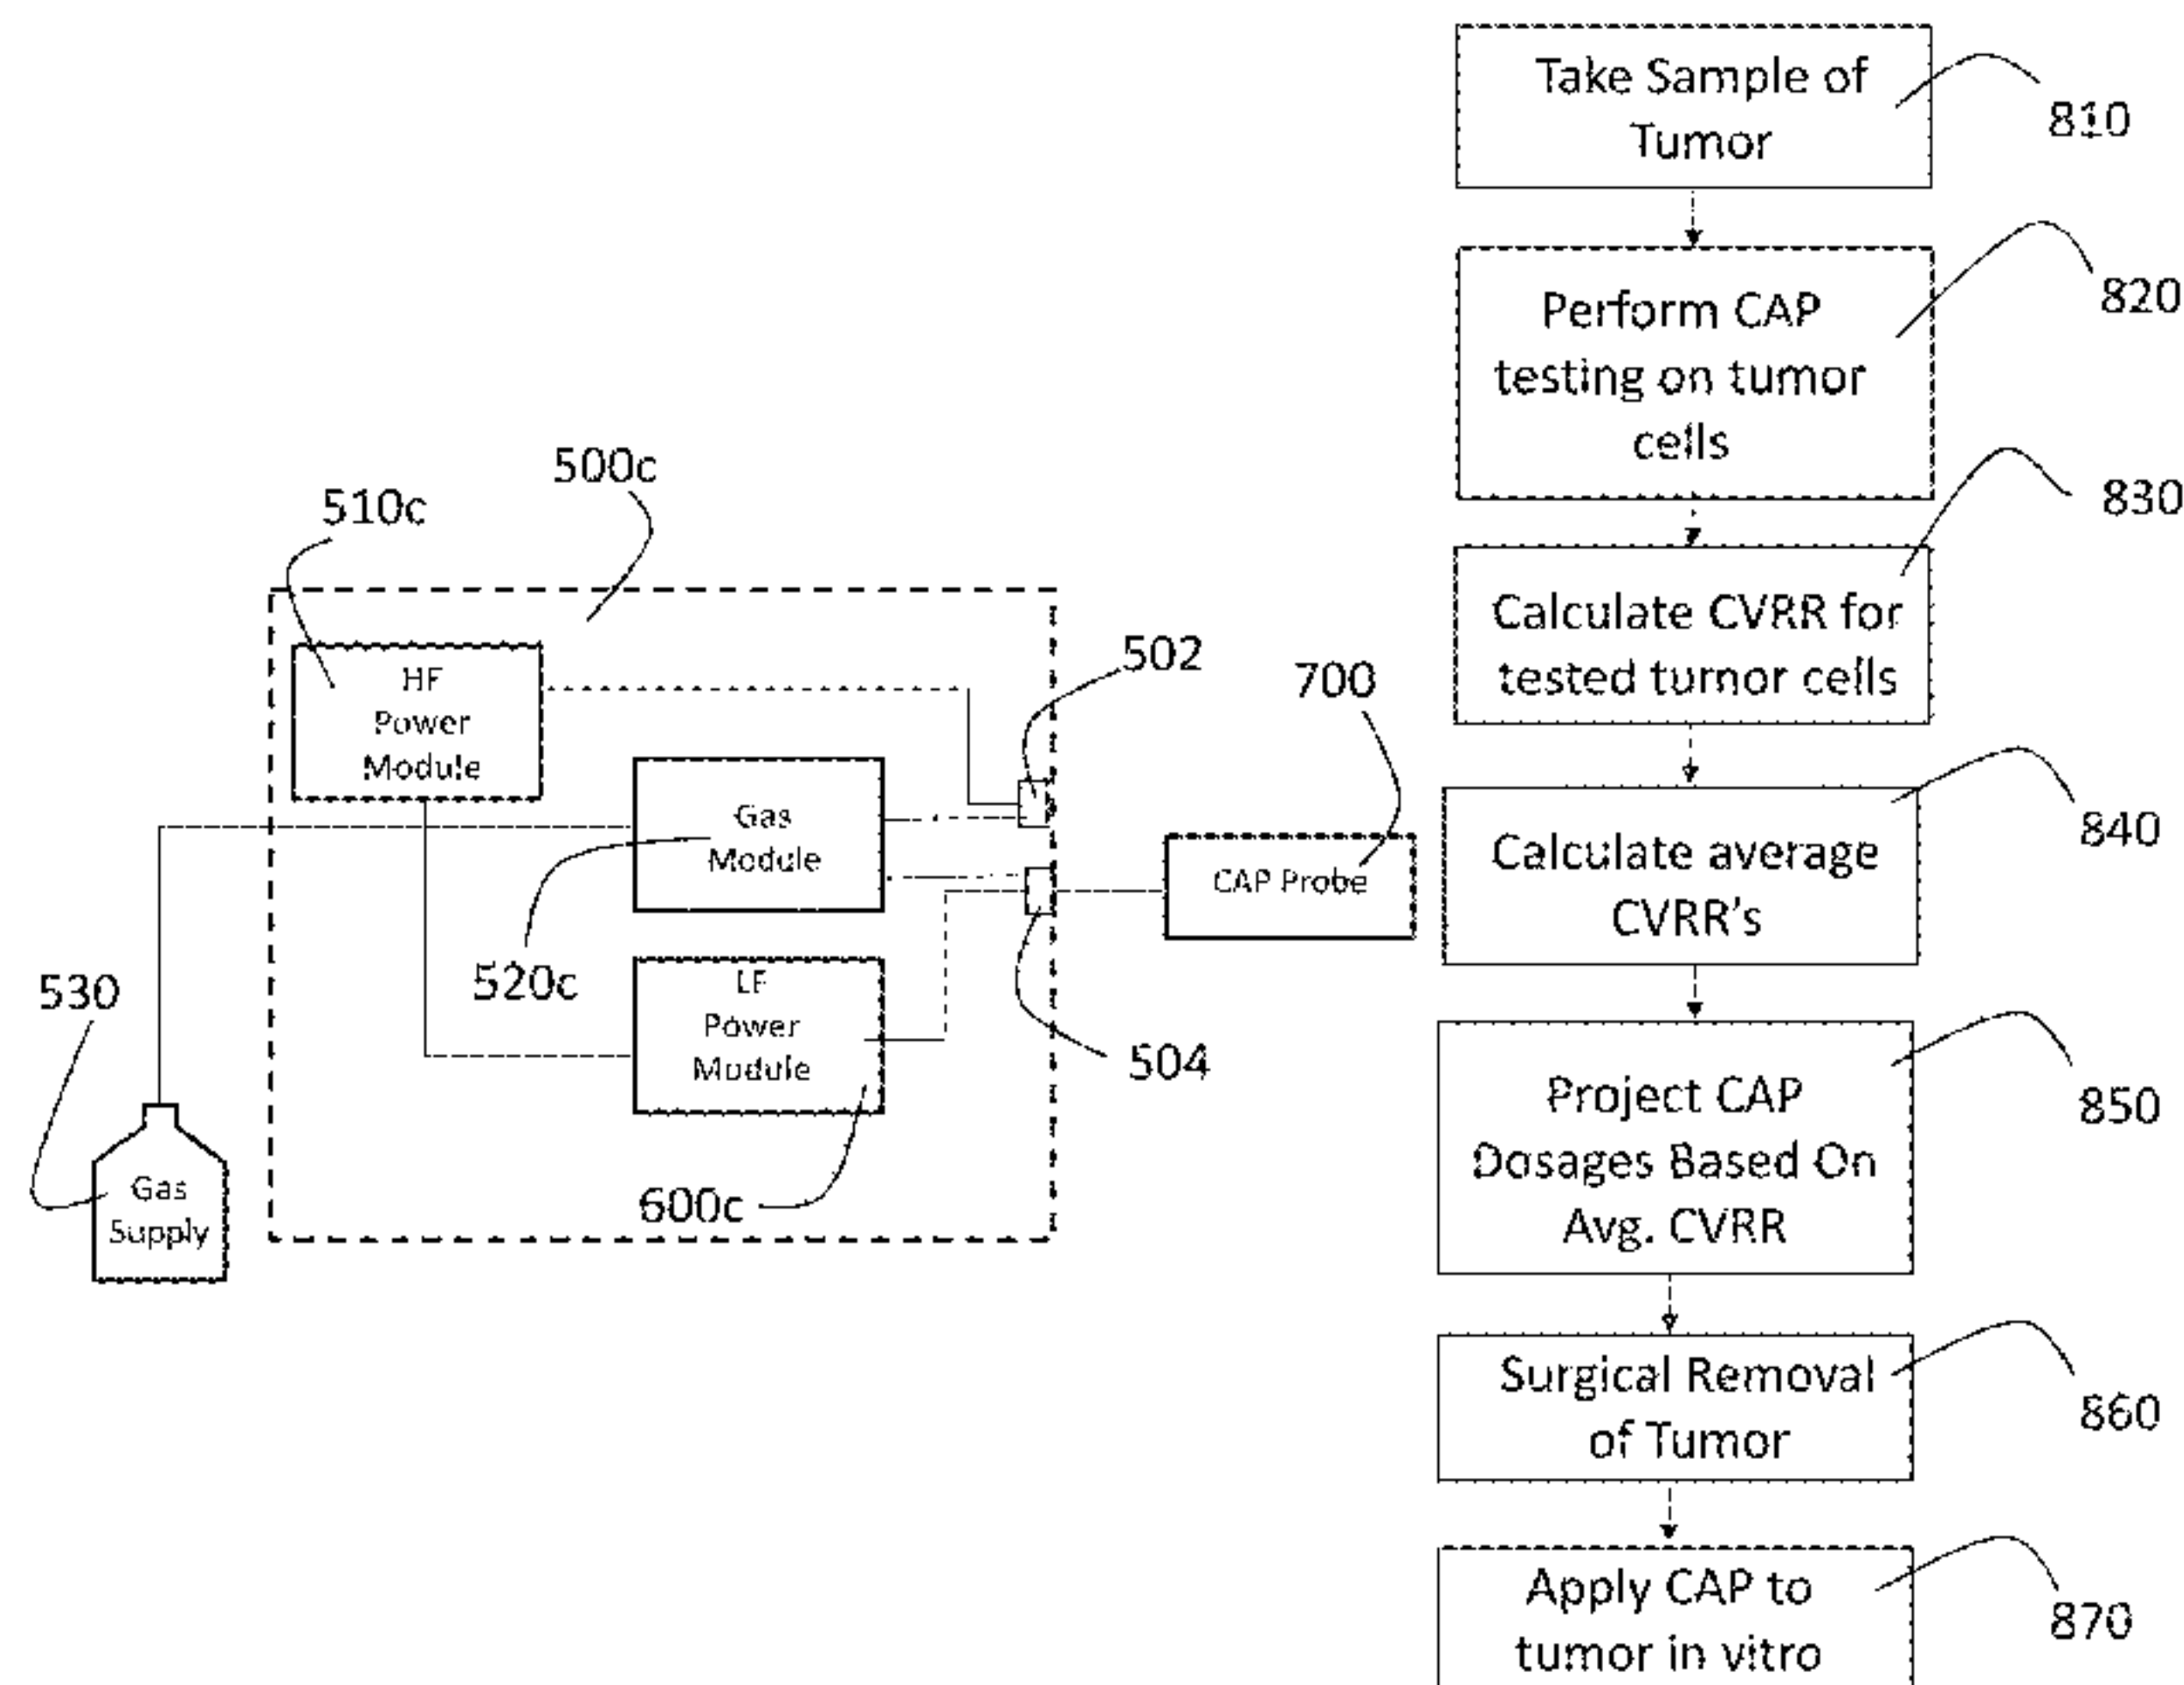 500c
510c
HF
Power
Module
502
700
Gas
Module
CAP Probe
520c
530
LF
Power
Module
504
600c
Gas
Supply
Take Sample of
Tumor
810
Perform CAP
testing on tumor
cells
820
830
Calculate CVRR for
tested tumor cells
840
Calculate average
CVRR's
850
Project CAP
Dosages Based On
Avg. CVRR
Surgical Removal
of Tumor
860
Apply CAP to
tumor in vitro
870